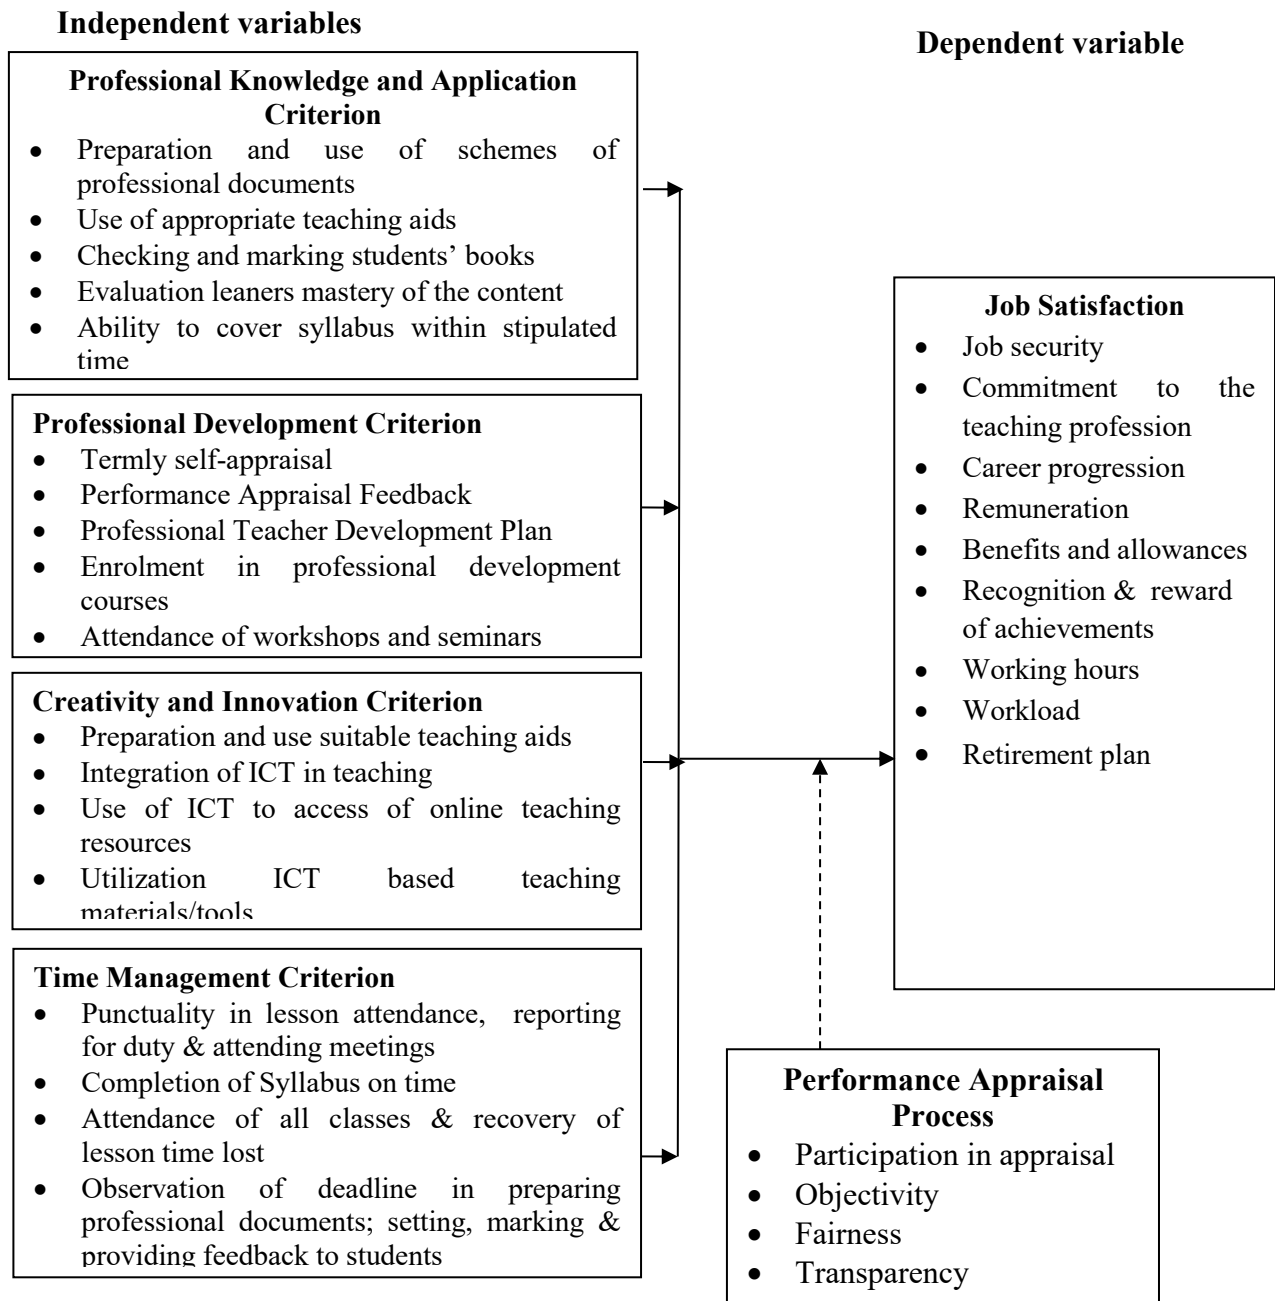 Independent variables
Dependent variable
Professional Knowledge and Application
Criterion
• Preparation and use of schemes of
professional documents
• Use of appropriate teaching aids
• Checking and marking students’ books
• Evaluation leaners mastery of the content
• Ability to cover syllabus within stipulated
time
Professional Development Criterion
• Termly self-appraisal
• Performance Appraisal Feedback
• Professional Teacher Development Plan
• Enrolment in professional development
courses
• Attendance of workshops and seminars
Creativity and Innovation Criterion
• Preparation and use suitable teaching aids
• Integration of ICT in teaching
• Use of ICT to access of online teaching
resources
• Utilization ICT based teaching
materials/tools
Time Management Criterion
• Punctuality in lesson attendance, reporting
for duty & attending meetings
• Completion of Syllabus on time
• Attendance of all classes & recovery of
lesson time lost
• Observation of deadline in preparing
professional documents; setting, marking &
providing feedback to students
Job Satisfaction
• Job security
• Commitment to the
teaching profession
• Career progression
• Remuneration
• Benefits and allowances
• Recognition & reward
of achievements
• Working hours
• Workload
• Retirement plan
Performance Appraisal
Process
• Participation in appraisal
• Objectivity
• Fairness
• Transparency